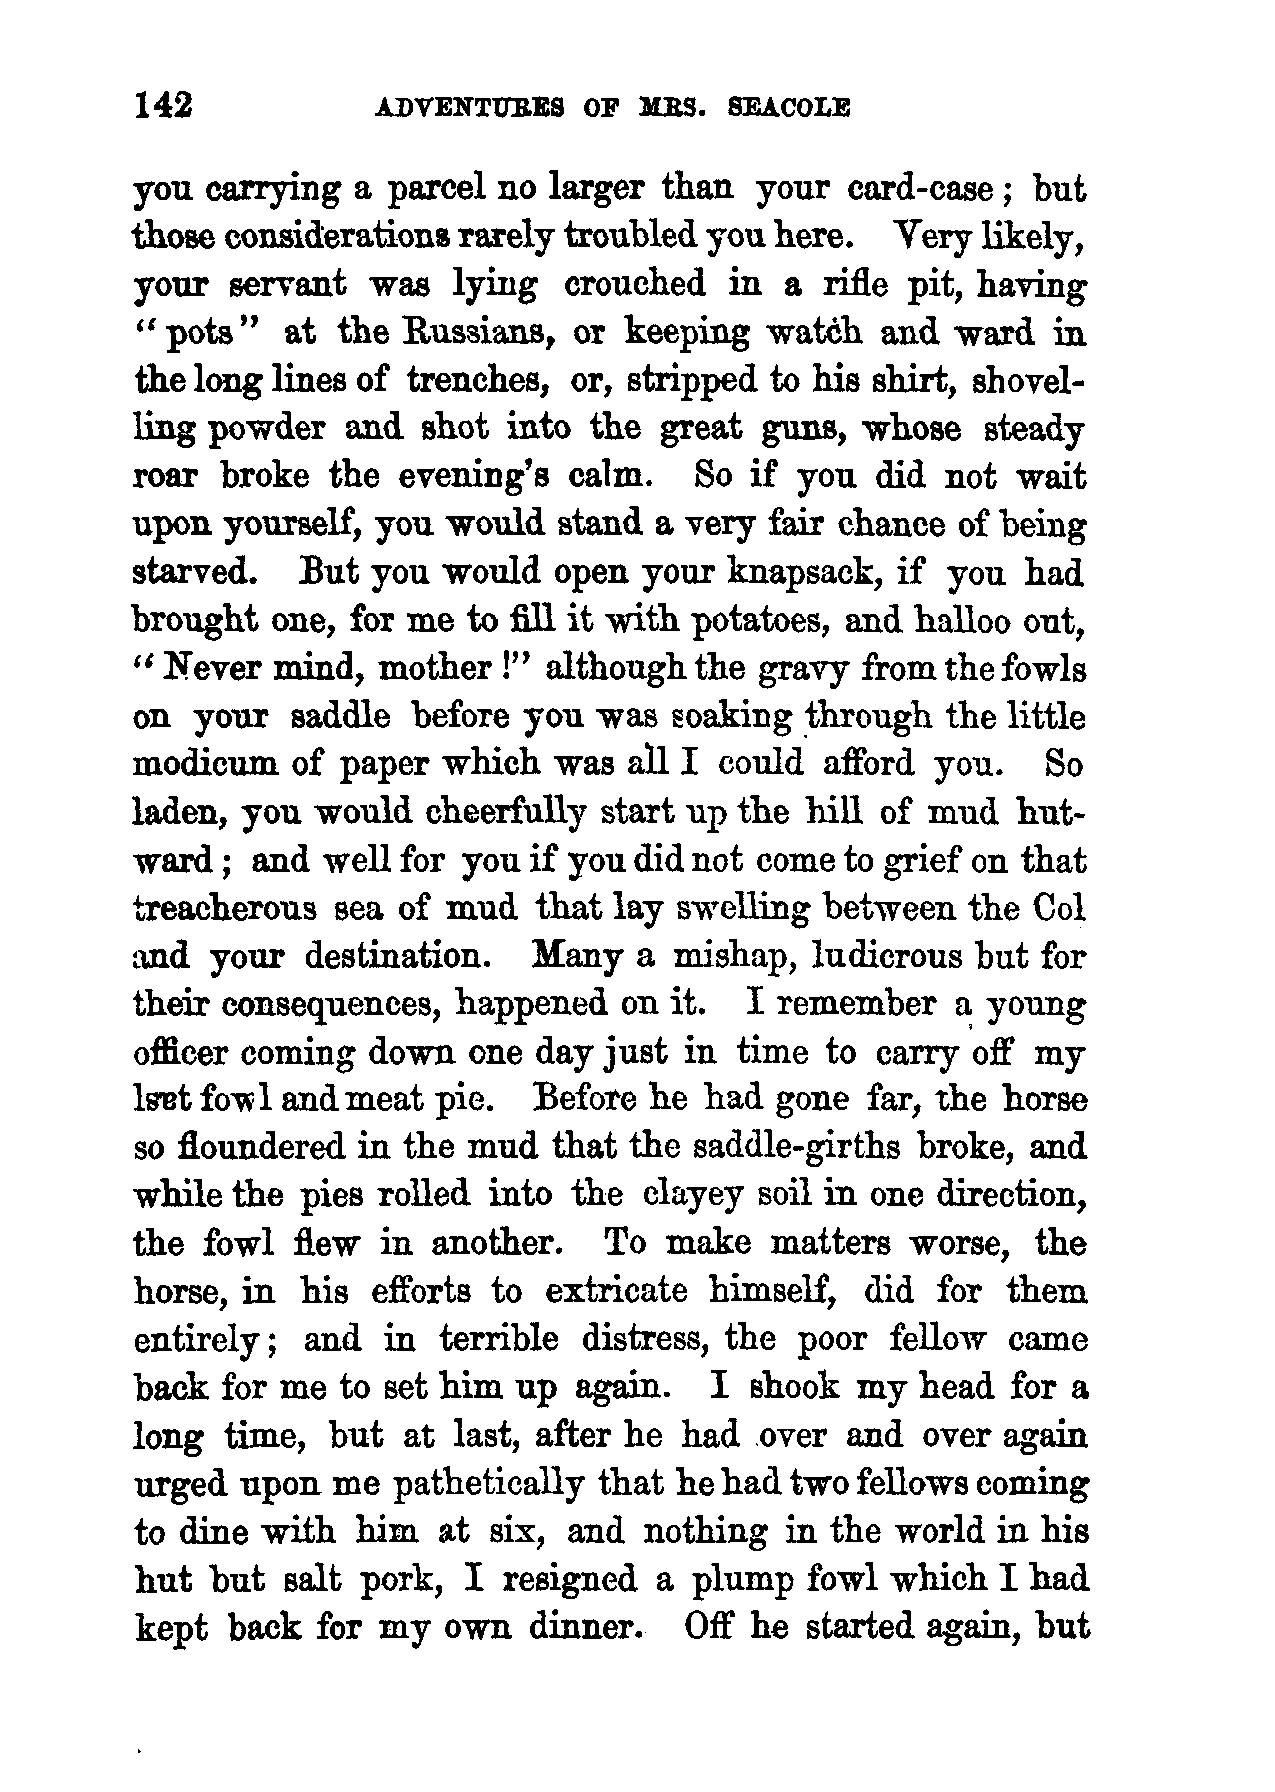 142 ADVENTURES OF MRS. SEACOLE
you carrying a parcel no larger than your card-case; but
those considerations rarely troubled you here. Very likely,
your servant was lying crouched in a rifle pit, having
“pots” at the Russians, or keeping watch and ward in
the long lines of trenches, or, stripped to his shirt, shovel-
ling powder and shot into the great guns, whose steady
roar broke the evening's calm. So if you did not wait
upon yourself, you would stand a very fair chance of being
starved. But you would open your knapsack, if you had
brought one, for me to fill it with potatoes, and halloo out,
“Never mind, mother!” although the gravy from the fowls
on your saddle before you was soaking through the little
modicum of paper which was all I could afford you. So
laden, you would cheerfully start up the hill of mud hut-
ward; and well for you if you did not come to grief on that
treacherous sea of mud that lay swelling between the Col
and your destination. Many a mishap, ludicrous but for
their consequences, happened on it. I remember a young
officer coming down one day just in time to carry off my
last fowl and meat pie. Before he had gone far, the horse
so floundered in the mud that the saddle-girths broke, and
while the pies rolled into the clayey soil in one direction,
the fowl flew in another. To make matters worse, the
horse, in his efforts to extricate himself, did for them
entirely; and in terrible distress, the poor fellow came
back for me to set him up again. I shook my head for a
long time, but at last, after he had over and over again
urged upon me pathetically that he had two fellows coming
to dine with him at six, and nothing in the world in his
hut but salt pork, I resigned a plump fowl which I had
kept back for my own dinner. Off he started again, but